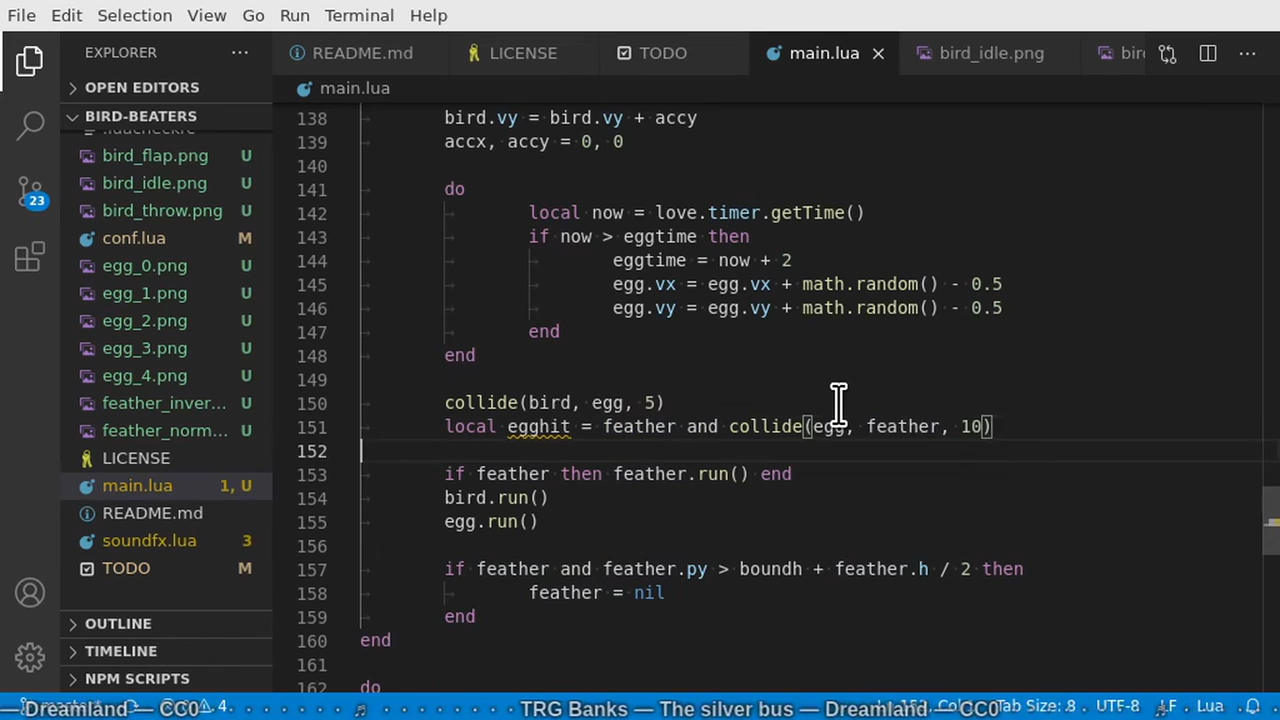 File Edit Selection View Go Run Terminal Help
EXPLORER ···
OPEN EDITORS
BIRD-BEATERS
bird_flap.png U
bird_idle.png U
bird_throw.png U
conf.lua M
egg_0.png U
egg_1.png U
egg_2.png U
egg_3.png U
egg_4.png U
feather_inver... U
feather_norm... U
LICENSE
main.lua 1, U
README.md
soundfx.lua 3
TODO M
OUTLINE
TIMELINE
NPM SCRIPTS
23
README.md LICENSE TODO main.lua bird_idle.png
main.lua
138 bird.vy = bird.vy + accy
139 accx, accy = 0, 0
140
141 do
142 local now = love.timer.getTime()
143 if now > eggtime then
144 eggtime = now + 2
145 egg.vx = egg.vx + math.random() - 0.5
146 egg.vy = egg.vy + math.random() - 0.5
147 end
148 end
149
150 collide(bird, egg, 5)
151 local egghit = feather and collide(egg, feather, 10)
152
153 if feather then feather.run() end
154 bird.run()
155 egg.run()
156
157 if feather and feather.py > boundh + feather.h / 2 then
158 feather = nil
159 end
160 end
161
162 do
Tab Size: 8 UTF-8 LF Lua
— Dreamland — CC0 TRG Banks — The silver bus — Dreamland — CC0